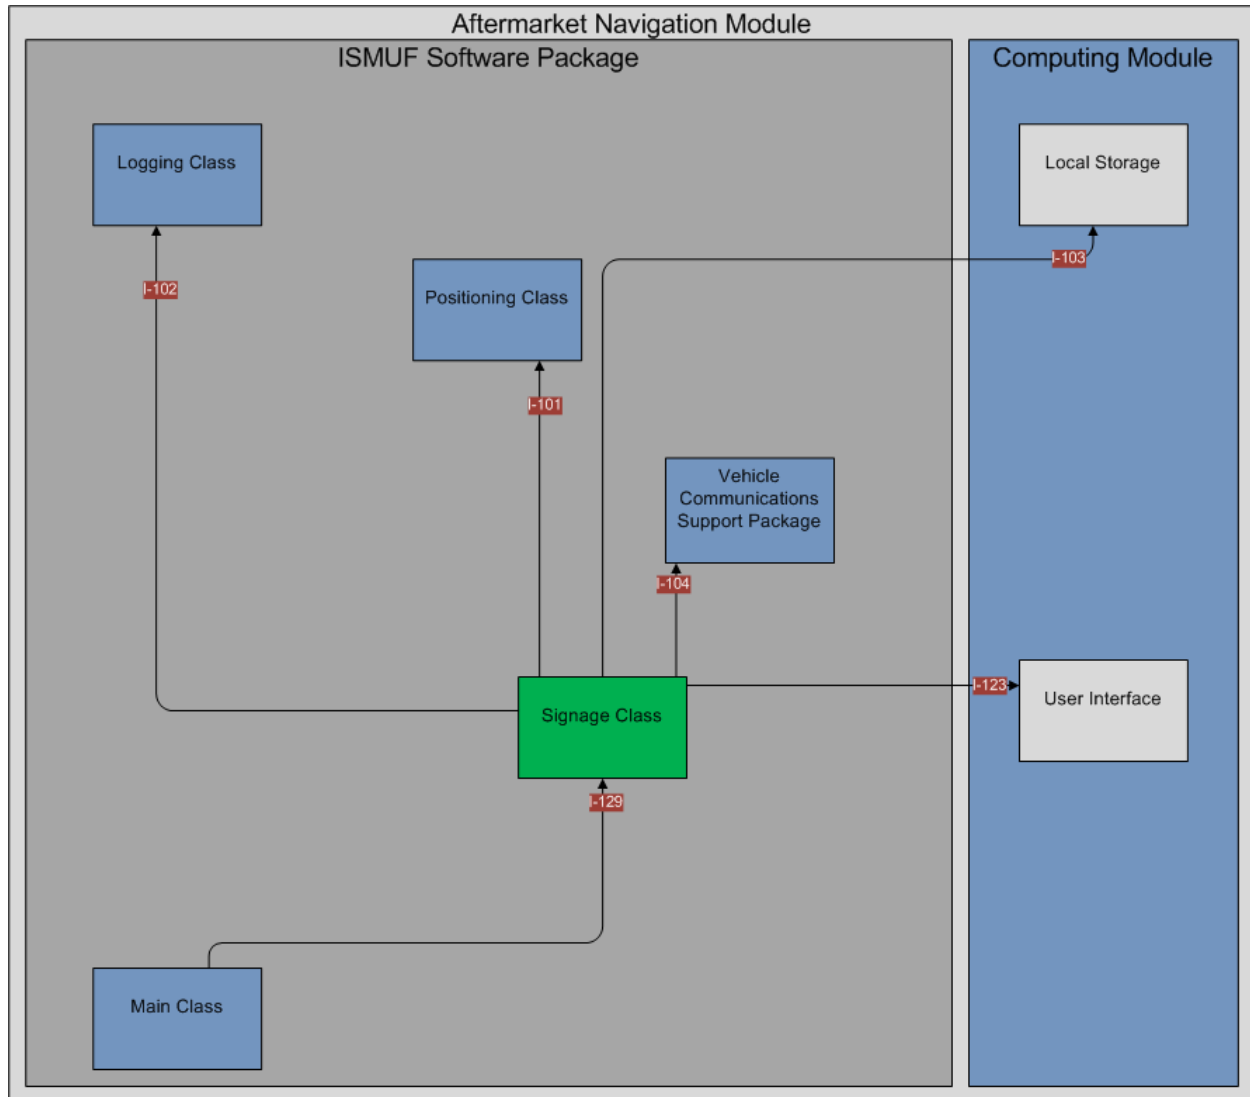 Aftermarket Navigation Module
ISMUF Software Package
Computing Module
Logging Class
Local Storage
I-103
I-102
Positioning Class
I-101
Vehicle
Communications
Support Package
I-104
I-123
User Interface
Signage Class
I-129
Main Class